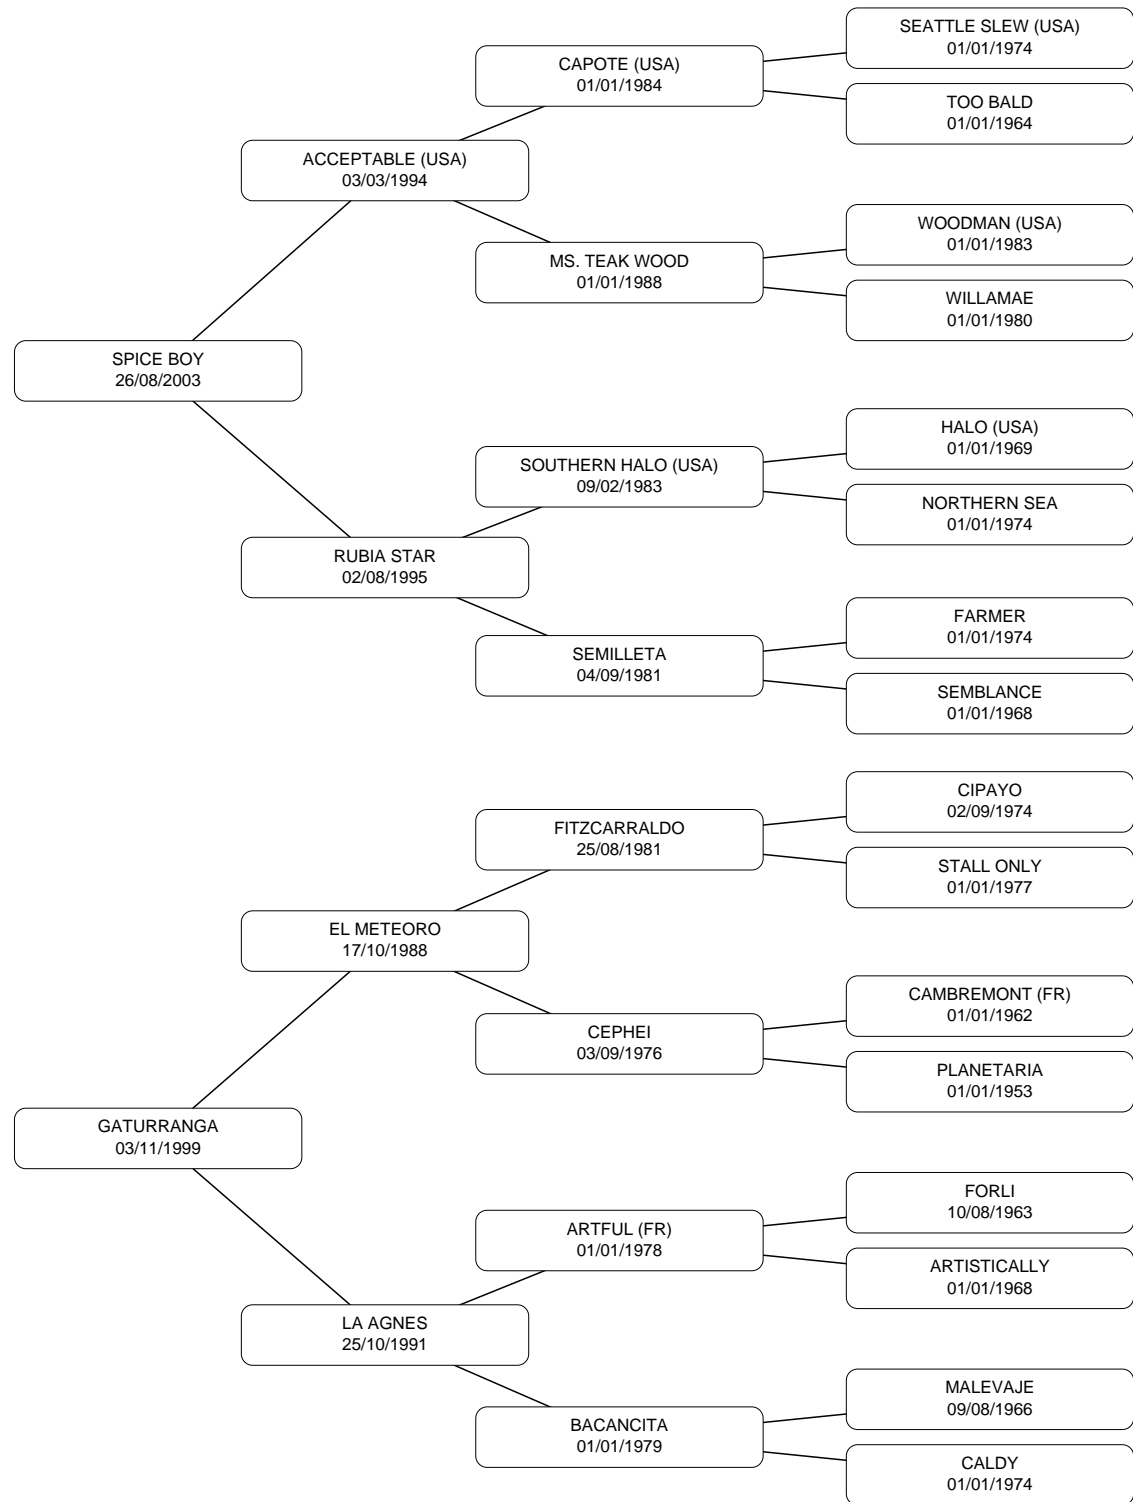 SEATTLE SLEW (USA)
01/01/1974
CAPOTE (USA)
01/01/1984
TOO BALD
01/01/1964
ACCEPTABLE (USA)
03/03/1994
WOODMAN (USA)
01/01/1983
MS. TEAK WOOD
01/01/1988
WILLAMAE
01/01/1980
SPICE BOY
26/08/2003
HALO (USA)
01/01/1969
SOUTHERN HALO (USA)
09/02/1983
NORTHERN SEA
01/01/1974
RUBIA STAR
02/08/1995
FARMER
01/01/1974
SEMILLETA
04/09/1981
SEMBLANCE
01/01/1968
CIPAYO
02/09/1974
FITZCARRALDO
25/08/1981
STALL ONLY
01/01/1977
EL METEORO
17/10/1988
CAMBREMONT (FR)
01/01/1962
CEPHEI
03/09/1976
PLANETARIA
01/01/1953
GATURRANGA
03/11/1999
FORLI
10/08/1963
ARTFUL (FR)
01/01/1978
ARTISTICALLY
01/01/1968
LA AGNES
25/10/1991
MALEVAJE
09/08/1966
BACANCITA
01/01/1979
CALDY
01/01/1974